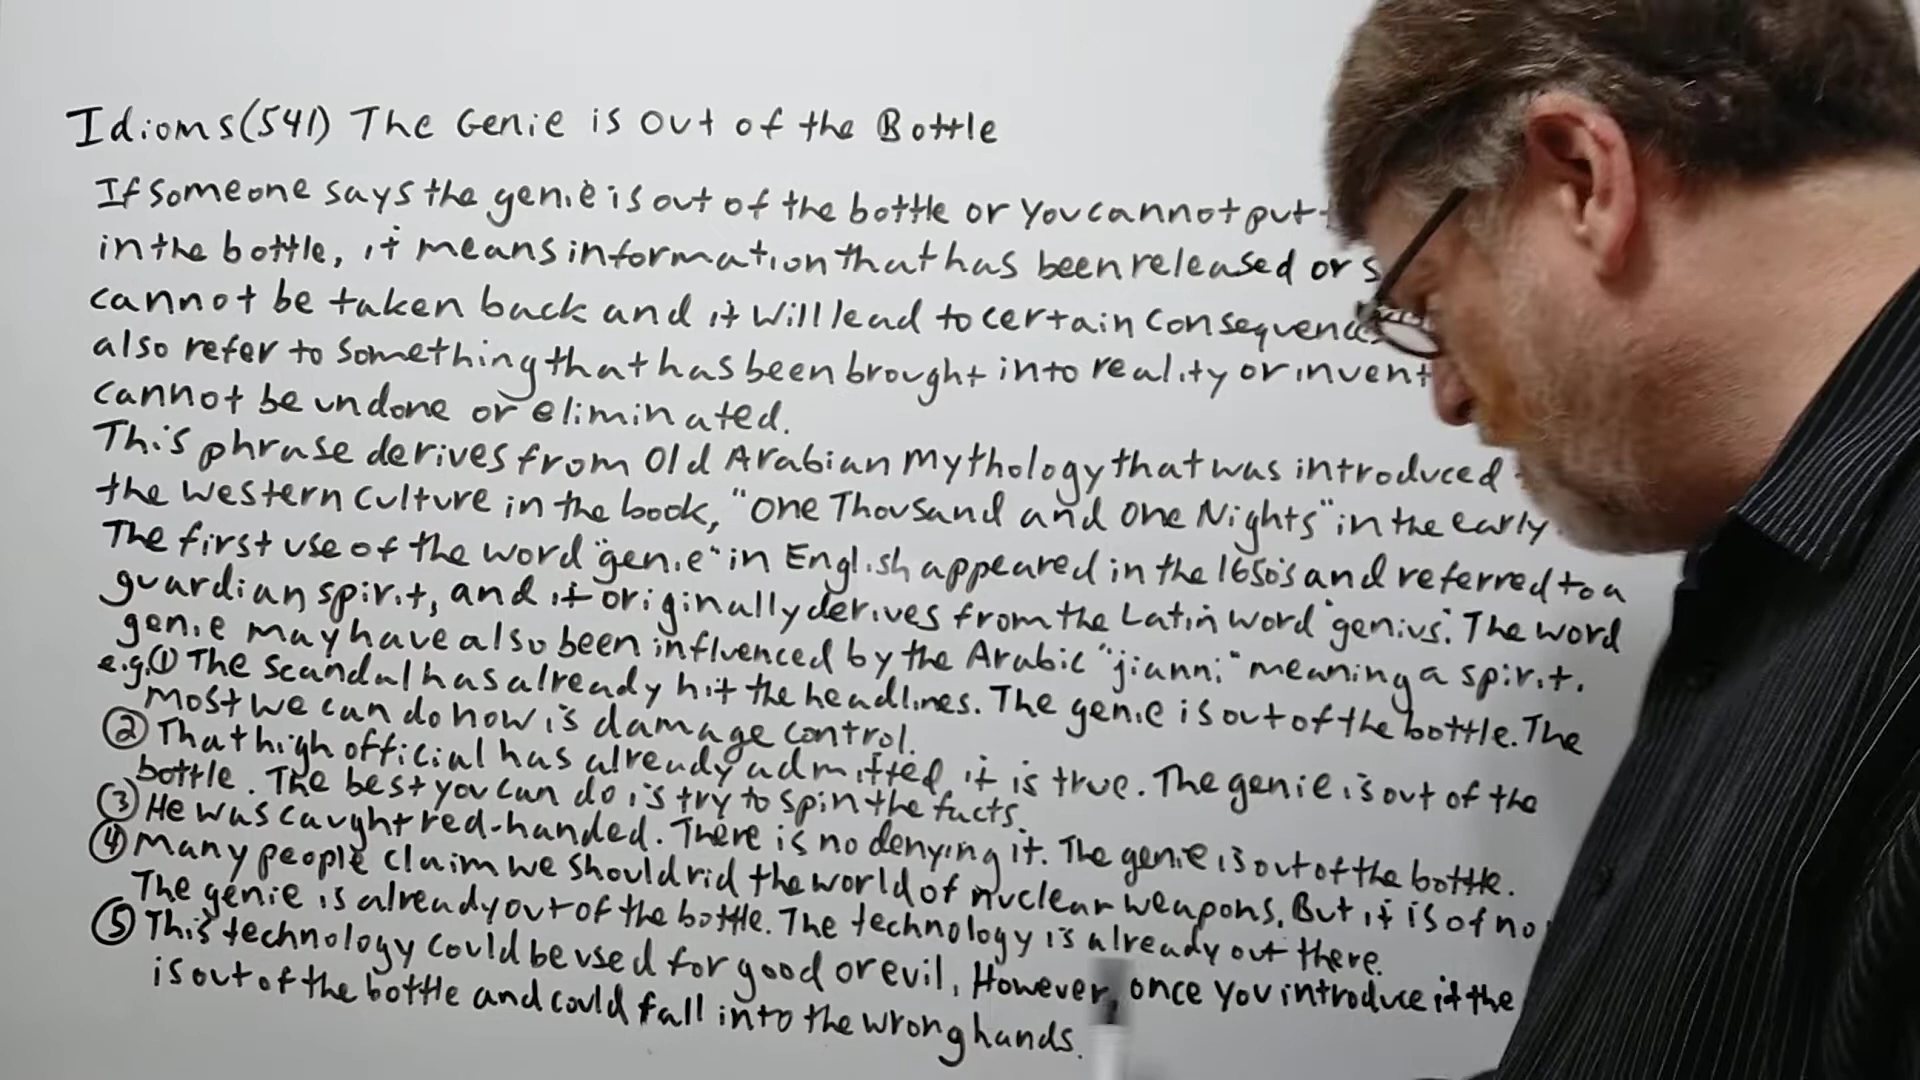 Idioms(541) The Genie is Out of the Bottle
If someone says the genie is out of the bottle or you cannot put
in the bottle, it means information that has been released or
cannot be taken back and it will lead to certain
also refer to something that has been brought into reality or
cannot be undone or eliminated.
This phrase derives from Old Arabian Mythology that was introduced
the Western Culture in the book, "One Thousand and One Nights" in the early
The first use of the word "genie" in English appeared in the 1650's and referred to a
guardian spirit, and it originally derives from the Latin word "genius". The word
genie may have also been influenced by the Arabic "jianni" meaning a spirit.
e.g. ① The scandal has already hit the headlines. The genie is out of the bottle. The
most we can do now is damage control.
② That high official has already admitted it is true. The genie is out of the
bottle. The best you can do is try to spin the facts.
③ He was caught red-handed. There is no denying it. The genie is out of the bottle.
④ Many people claim we should rid the world of nuclear weapons. But it is of no
The genie is already out of the bottle. The technology is already out there.
⑤ This technology could be used for good or evil. However, once you introduce it the
is out of the bottle and could fall into the wrong hands.